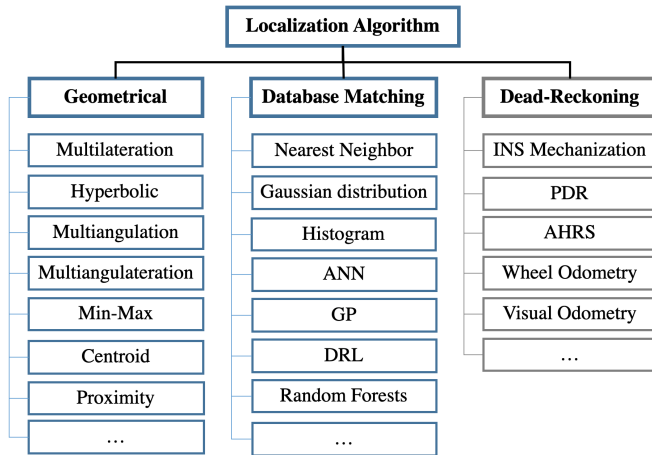 Localization Algorithm
Geometrical
Multilateration
Hyperbolic
Multiangulation
Multiangulateration
Min-Max
Centroid
Proximity
…
Database Matching
Nearest Neighbor
Gaussian distribution
Histogram
ANN
GP
DRL
Random Forests
…
Dead-Reckoning
INS Mechanization
PDR
AHRS
Wheel Odometry
Visual Odometry
…